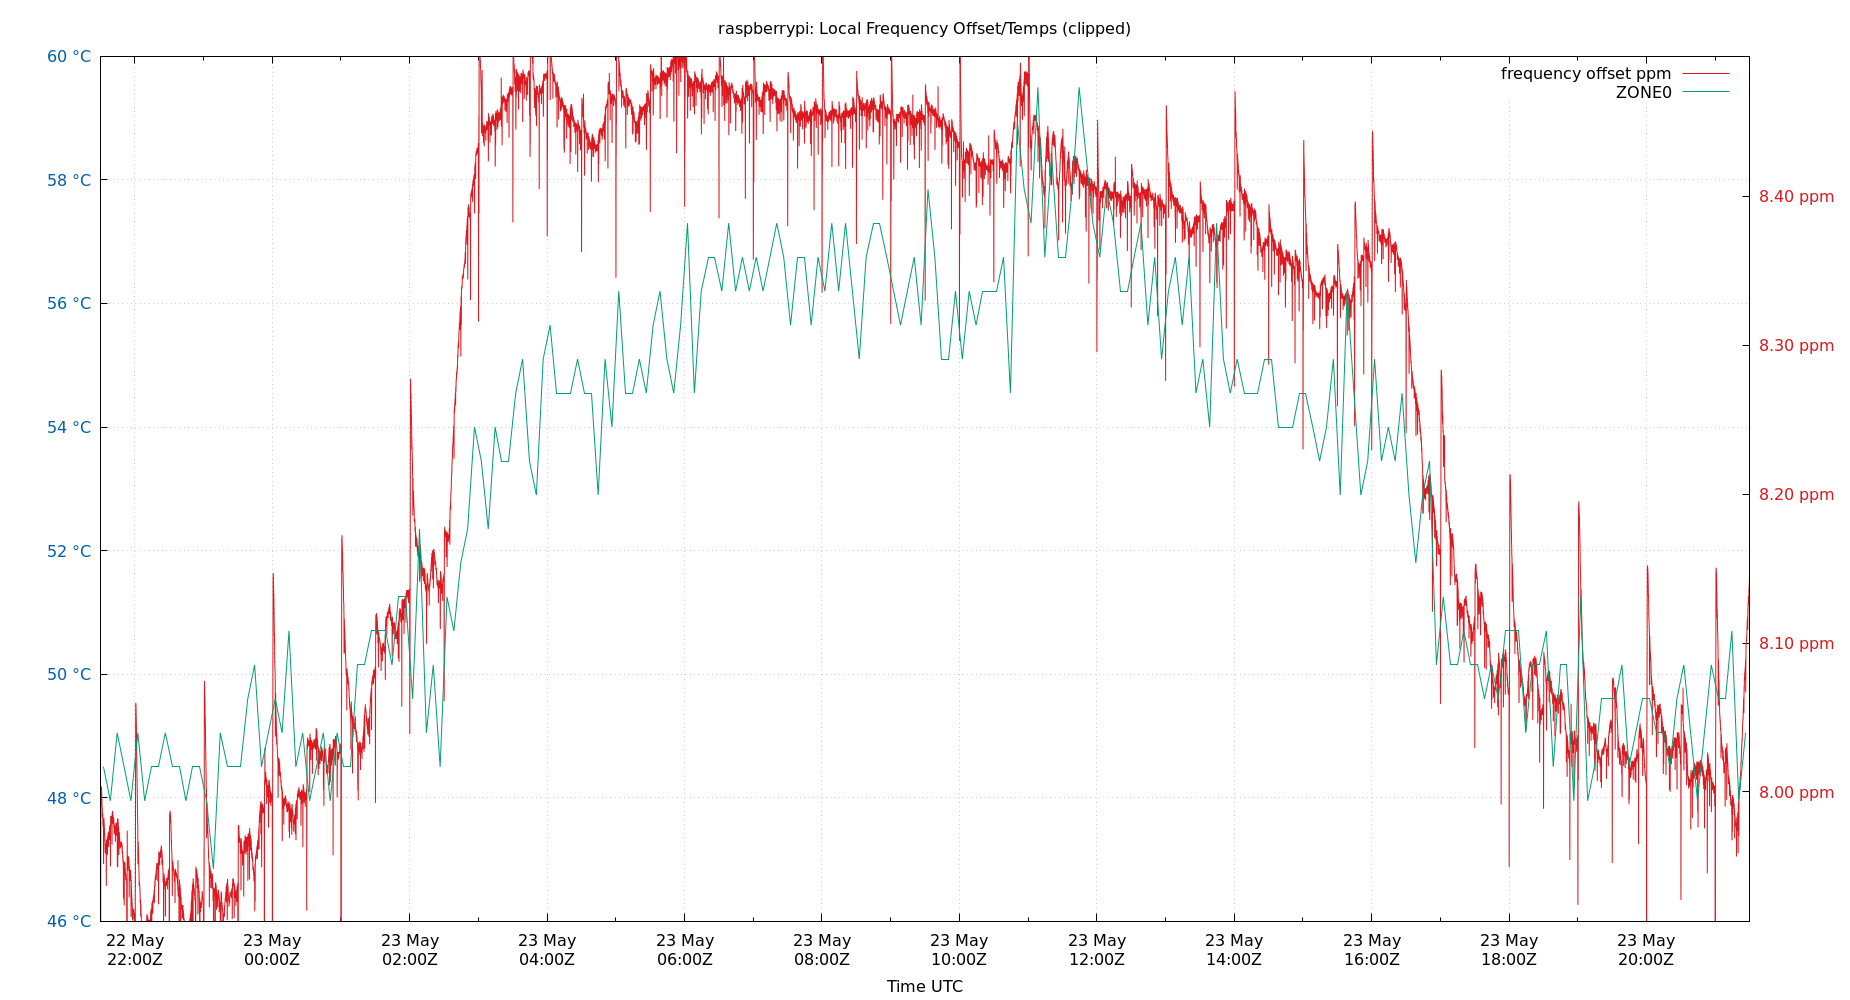 raspberrypi: Local Frequency Offset/Temps (clipped)
60 °C
58 °C
56 °C
54 °C
52 °C
50 °C
48 °C
46 °C
frequency offset ppm
ZONE0
8.40 ppm
8.30 ppm
8.20 ppm
8.10 ppm
8.00 ppm
22 May 23 May 23 May 23 May 23 May 23 May 23 May 23 May 23 May 23 May 23 May 23 May
22:00Z 00:00Z 02:00Z 04:00Z 06:00Z 08:00Z 10:00Z 12:00Z 14:00Z 16:00Z 18:00Z 20:00Z
Time UTC